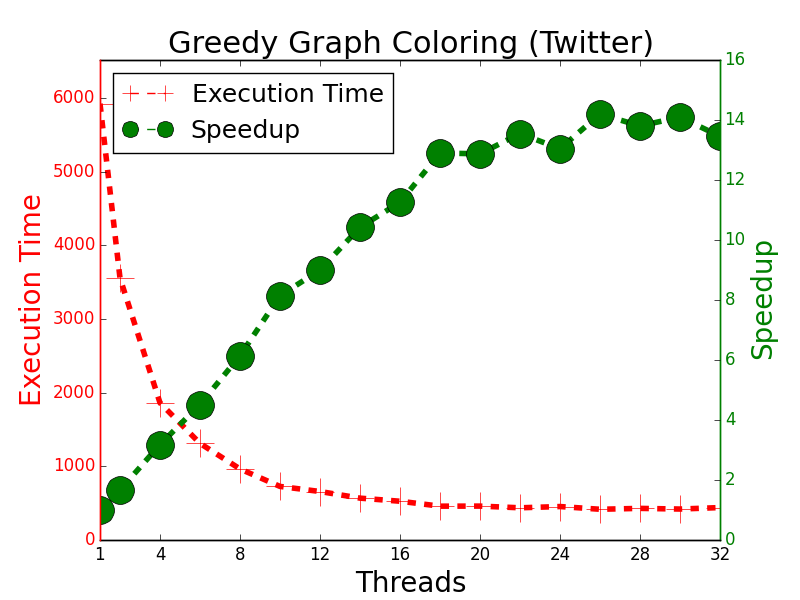 Greedy Graph Coloring (Twitter)
Execution Time
Speedup
Execution Time
6000
5000
4000
3000
2000
1000
0
16
14
12
10
8
6
4
2
0
Speedup
1 4 8 12 16 20 24 28 32
Threads